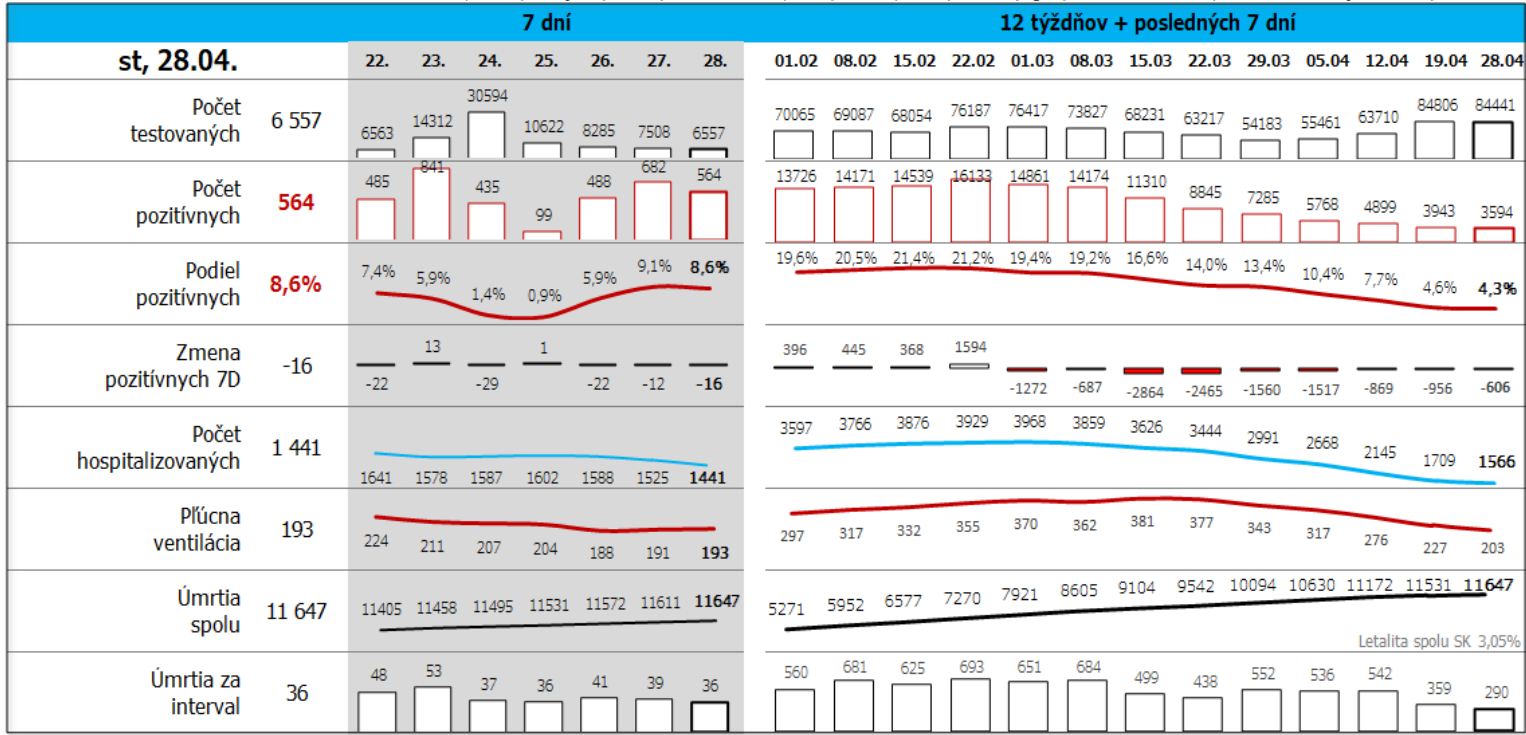 7 dní 12 týždňov + posledných 7 dní
st, 28.04. 22. 23. 24. 25. 26. 27. 28. 01.02 08.02 15.02 22.02 01.03 08.03 15.03 22.03 29.03 05.04 12.04 19.04 28.04
Počet
testovaných
6 557 6563 14312 30594 10622 8285 7508 6557 70065 69087 68054 76187 76417 73827 68231 63217 54183 55461 63710 84806 84441
Počet
pozitívnych
564 485 841 435 99 488 682 564 13726 14171 14539 16133 14861 14174 11310 8845 7285 5768 4899 3943 3594
Podiel
pozitívnych
8,6% 7,4% 5,9% 1,4% 0,9% 5,9% 9,1% 8,6% 19,6% 20,5% 21,4% 21,2% 19,4% 19,2% 16,6% 14,0% 13,4% 10,4% 7,7% 4,6% 4,3%
Zmena
pozitívnych 7D
-16 -22 13 -29 1 -22 -12 -16 396 445 368 1594 -1272 -687 -2864 -2465 -1560 -1517 -869 -956 -606
Počet
hospitalizovaných
1 441 1641 1578 1587 1602 1588 1525 1441 3597 3766 3876 3929 3968 3859 3626 3444 2991 2668 2145 1709 1566
Pľúcna
ventilácia
193 224 211 207 204 188 191 193 297 317 332 355 370 362 381 377 343 317 276 227 203
Úmrtia
spolu
11 647 11405 11458 11495 11531 11572 11611 11647 5271 5952 6577 7270 7921 8605 9104 9542 10094 10630 11172 11531 11647
Letalita spolu SK 3,05%
Úmrtia za
interval
36 48 53 37 36 41 39 36 560 681 625 693 651 684 499 438 552 536 542 359 290